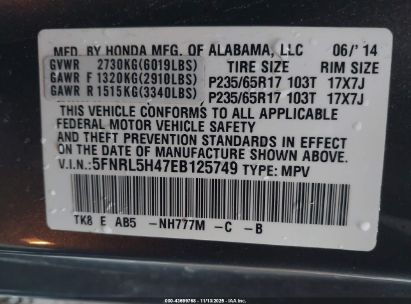 MFD. BY HONDA MFG. OF ALABAMA, LLC 06/'14
GVWR 2730KG(6019LBS) TIRE SIZE RIM SIZE
GAWR F 1320KG(2910LBS) P235/65R17 103T 17X7J
GAWR R 1515KG(3340LBS) P235/65R17 103T 17X7J
THIS VEHICLE CONFORMS TO ALL APPLICABLE
FEDERAL MOTOR VEHICLE SAFETY
AND THEFT PREVENTION STANDARDS IN EFFECT
ON THE DATE OF MANUFACTURE SHOWN ABOVE.
V.I.N.:5FNRL5H47EB125749 TYPE: MPV
TK8 E AB5 -NH777M -C -B